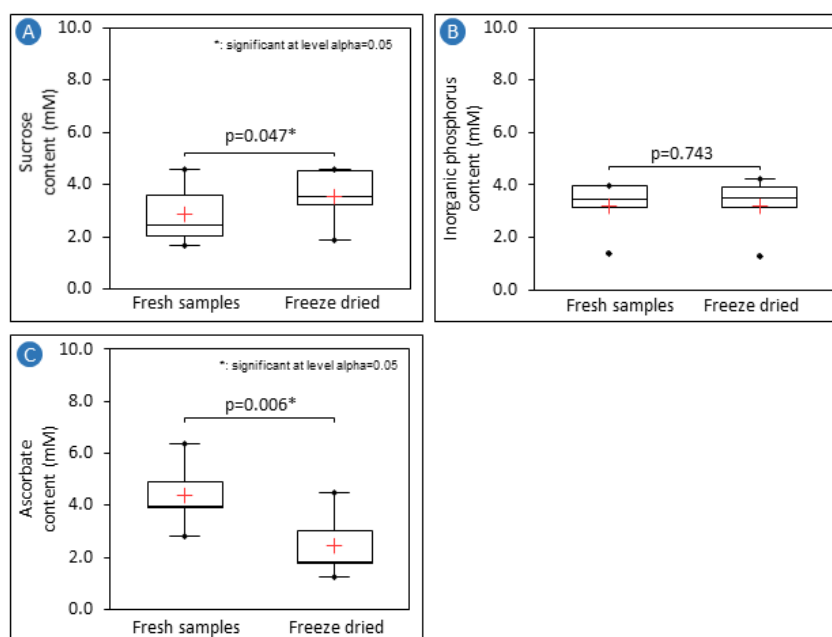 A
10.0
*: significant at level alpha=0.05
8.0
6.0
p=0.047*
4.0
2.0
0.0
Sucrose
content (mM)
Fresh samples
Freeze dried
B
10.0
8.0
6.0
p=0.743
4.0
2.0
0.0
Inorganic phosphorus
content (mM)
Fresh samples
Freeze dried
C
10.0
*: significant at level alpha=0.05
8.0
p=0.006*
6.0
4.0
2.0
0.0
Ascorbate
content (mM)
Fresh samples
Freeze dried